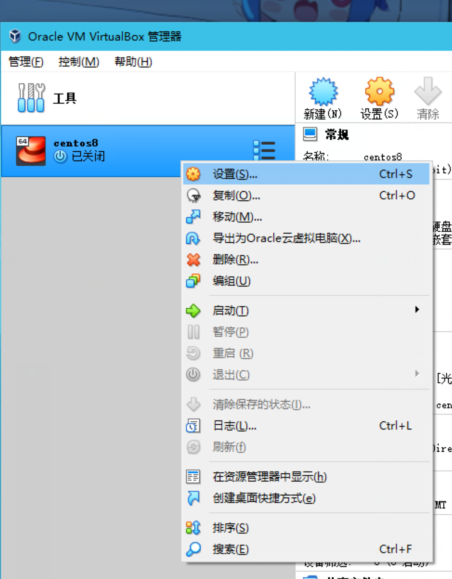 Oracle VM VirtualBox 管理器
管理(F) 控制(M) 帮助(H)
工具
新建(N) 设置(S) 清除
64 centos8
已关闭
常规
名称: centos8
设置(S)... Ctrl+S
复制(O)... Ctrl+O
移动(M)...
导出为Oracle云虚拟电脑(X)...
删除(R)...
编组(U)
启动(T)
暂停(P)
重启 (R)
退出(C)
清除保存的状态(I)...
日志(L)... Ctrl+L
刷新(f)
在资源管理器中显示(h)
创建桌面快捷方式(e)
排序(S)
搜索(E) Ctrl+F
bit)
硬盘
嵌套
[光
cen
MT